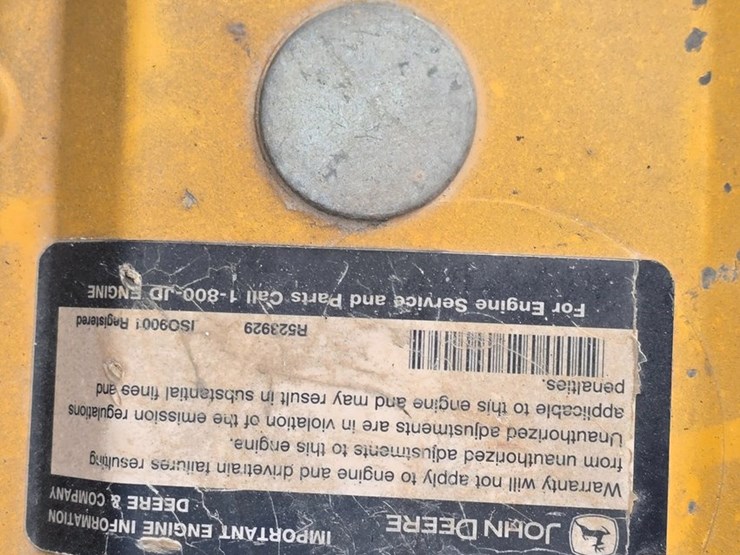 JOHN DEERE
IMPORTANT ENGINE INFORMATION
DEERE & COMPANY
Warranty will not apply to engine and drivetrain failures resulting
from unauthorized adjustments to this engine.
Unauthorized adjustments are in violation of the emission regulations
applicable to this engine and may result in substantial fines and
penalties.
R523929
ISO9001 Registered
For Engine Service and Parts Call 1-800-JD ENGINE